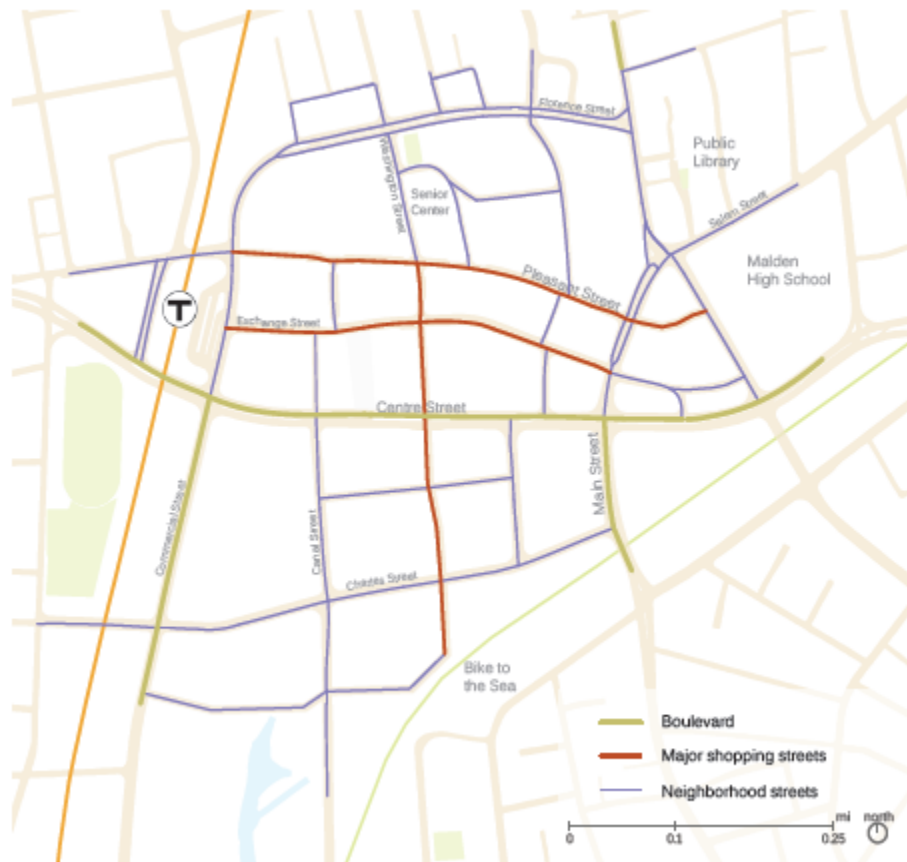 Florence Street
Public
Library
Washington Street
Senior
Center
Salem Street
Malden
High School
Pleasant Street
T
Exchange Street
Centre Street
Main Street
Commercial Street
Canal Street
Charles Street
Bike to
the Sea
Boulevard
Major shopping streets
Neighborhood streets
mi north
0 0.1 0.25